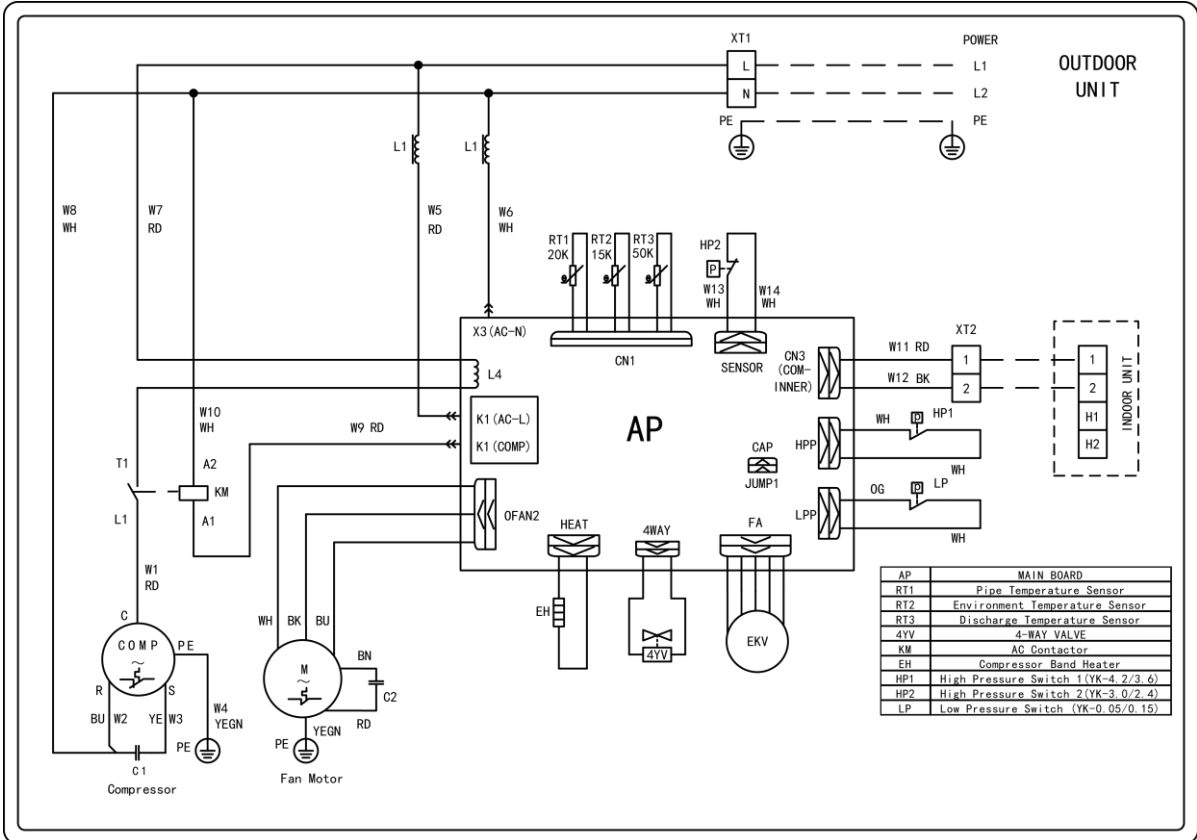 XT1
POWER
OUTDOOR
UNIT
L
L1
N
L2
PE
PE
L1
L1
W8
WH
W7
RD
W5
RD
W6
WH
RT1
20K
RT2
15K
RT3
50K
HP2
P
W13
WH
W14
WH
X3(AC-N)
CN1
SENSOR
CN3
(COM-
INNER)
W11 RD
W12 BK
XT2
1
2
1
2
H1
H2
INDOOR UNIT
L4
K1(AC-L)
K1(COMP)
AP
W10
WH
W9 RD
CAP
JUMP1
HPP
WH
P
HP1
WH
T1
A2
KM
L1
A1
OFAN2
HEAT
4WAY
FA
LPP
OG
P
LP
WH
W1
RD
C
COMP
~
PE
R
S
BU
W2
YE
W3
W4
YEGN
PE
C1
Compressor
WH
BK
BU
M
~
BN
C2
RD
YEGN
PE
Fan Motor
EH
4YV
EKV
AP MAIN BOARD
RT1 Pipe Temperature Sensor
RT2 Environment Temperature Sensor
RT3 Discharge Temperature Sensor
4YV 4-WAY VALVE
KM AC Contactor
EH Compressor Band Heater
HP1 High Pressure Switch 1(YK-4.2/3.6)
HP2 High Pressure Switch 2(YK-3.0/2.4)
LP Low Pressure Switch (YK-0.05/0.15)